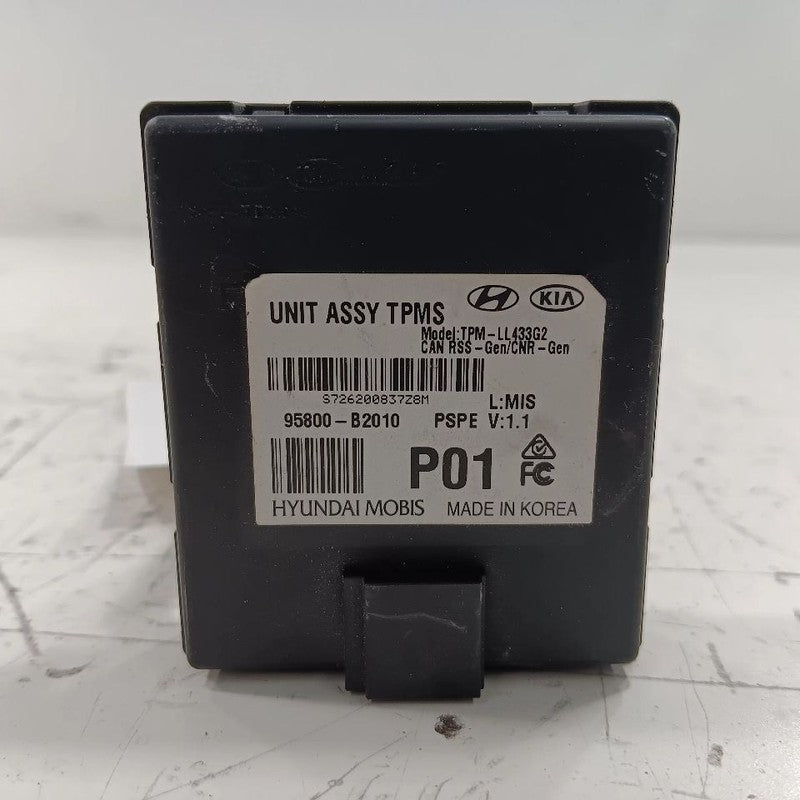 UNIT ASSY TPMS
KIA
Model:TPM-LL433G2
CAN RSS-Gen/CNR-Gen
S726200837Z8M
L:MIS
95800-B2010 PSPE V:1.1
P01
FC
HYUNDAI MOBIS MADE IN KOREA